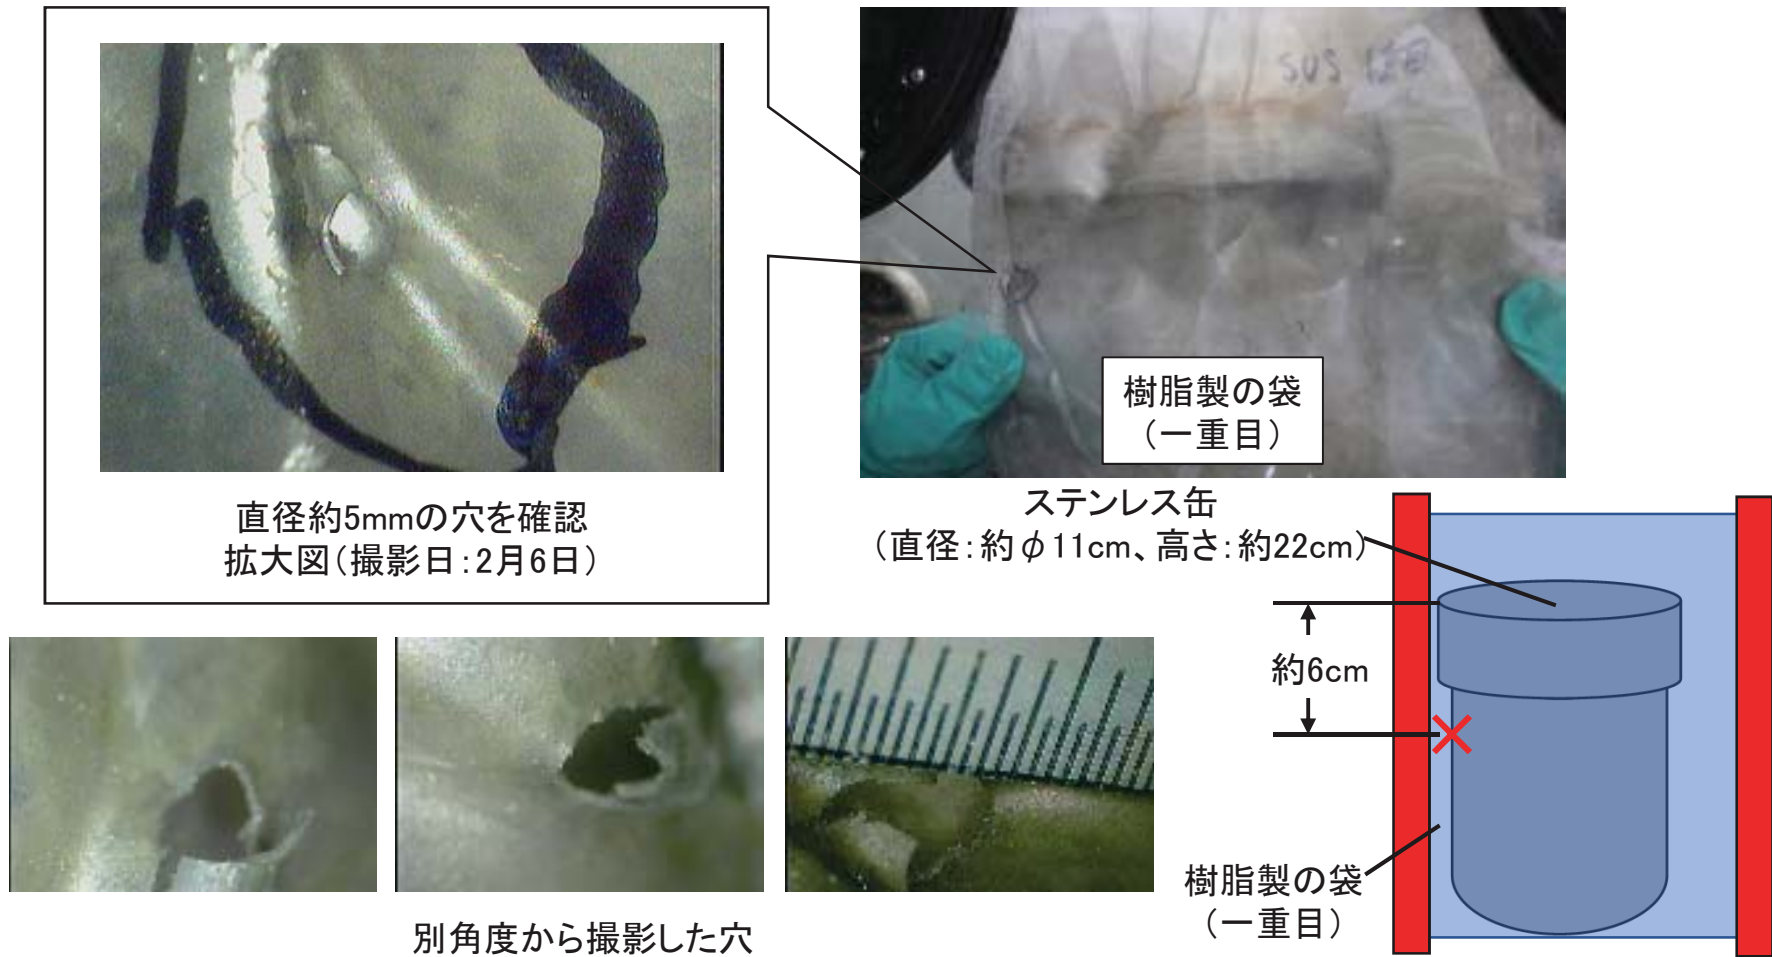 SUS
樹脂製の袋
(一重目)
直径約5mmの穴を確認
拡大図(撮影日:2月6日)
ステンレス缶
(直径:約φ11cm、高さ:約22cm)
約6cm
樹脂製の袋
(一重目)
別角度から撮影した穴